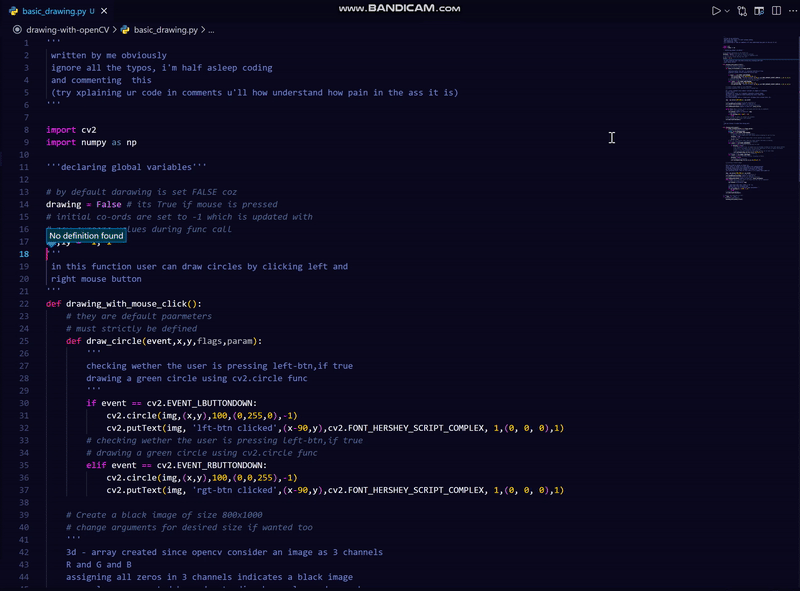 basic_drawing.py U
www.BANDICAM.com
drawing-with-openCV > basic_drawing.py > ...
1 '''
2 written by me obviously
3 ignore all the typos, i'm half asleep coding
4 and commenting this
5 (try xplaining ur code in comments u'll how understand how pain in the ass it is)
6 '''
7
8 import cv2
9 import numpy as np
10
11 '''declaring global variables'''
12
13 # by default darawing is set FALSE coz
14 drawing = False # its True if mouse is pressed
15 # initial co-ords are set to -1 which is updated with
16 lues during func call
No definition found
17
18 '''
19 in this function user can draw circles by clicking left and
20 right mouse button
21 '''
22 def drawing_with_mouse_click():
23 # they are default paarmeters
24 # must strictly be defined
25 def draw_circle(event,x,y,flags,param):
26 '''
27 checking wether the user is pressing left-btn,if true
28 drawing a green circle using cv2.circle func
29 '''
30 if event == cv2.EVENT_LBUTTONDOWN:
31 cv2.circle(img,(x,y),100,(0,255,0),-1)
32 cv2.putText(img, 'lft-btn clicked',(x-90,y),cv2.FONT_HERSHEY_SCRIPT_COMPLEX, 1,(0, 0, 0),1)
33 # checking wether the user is pressing left-btn,if true
34 # drawing a green circle using cv2.circle func
35 elif event == cv2.EVENT_RBUTTONDOWN:
36 cv2.circle(img,(x,y),100,(0,0,255),-1)
37 cv2.putText(img, 'rgt-btn clicked',(x-90,y),cv2.FONT_HERSHEY_SCRIPT_COMPLEX, 1,(0, 0, 0),1)
38
39 # Create a black image of size 800x1000
40 # change arguments for desired size if wanted too
41 '''
42 3d - array created since opencv consider an image as 3 channels
43 R and G and B
44 assigning all zeros in 3 channels indicates a black image